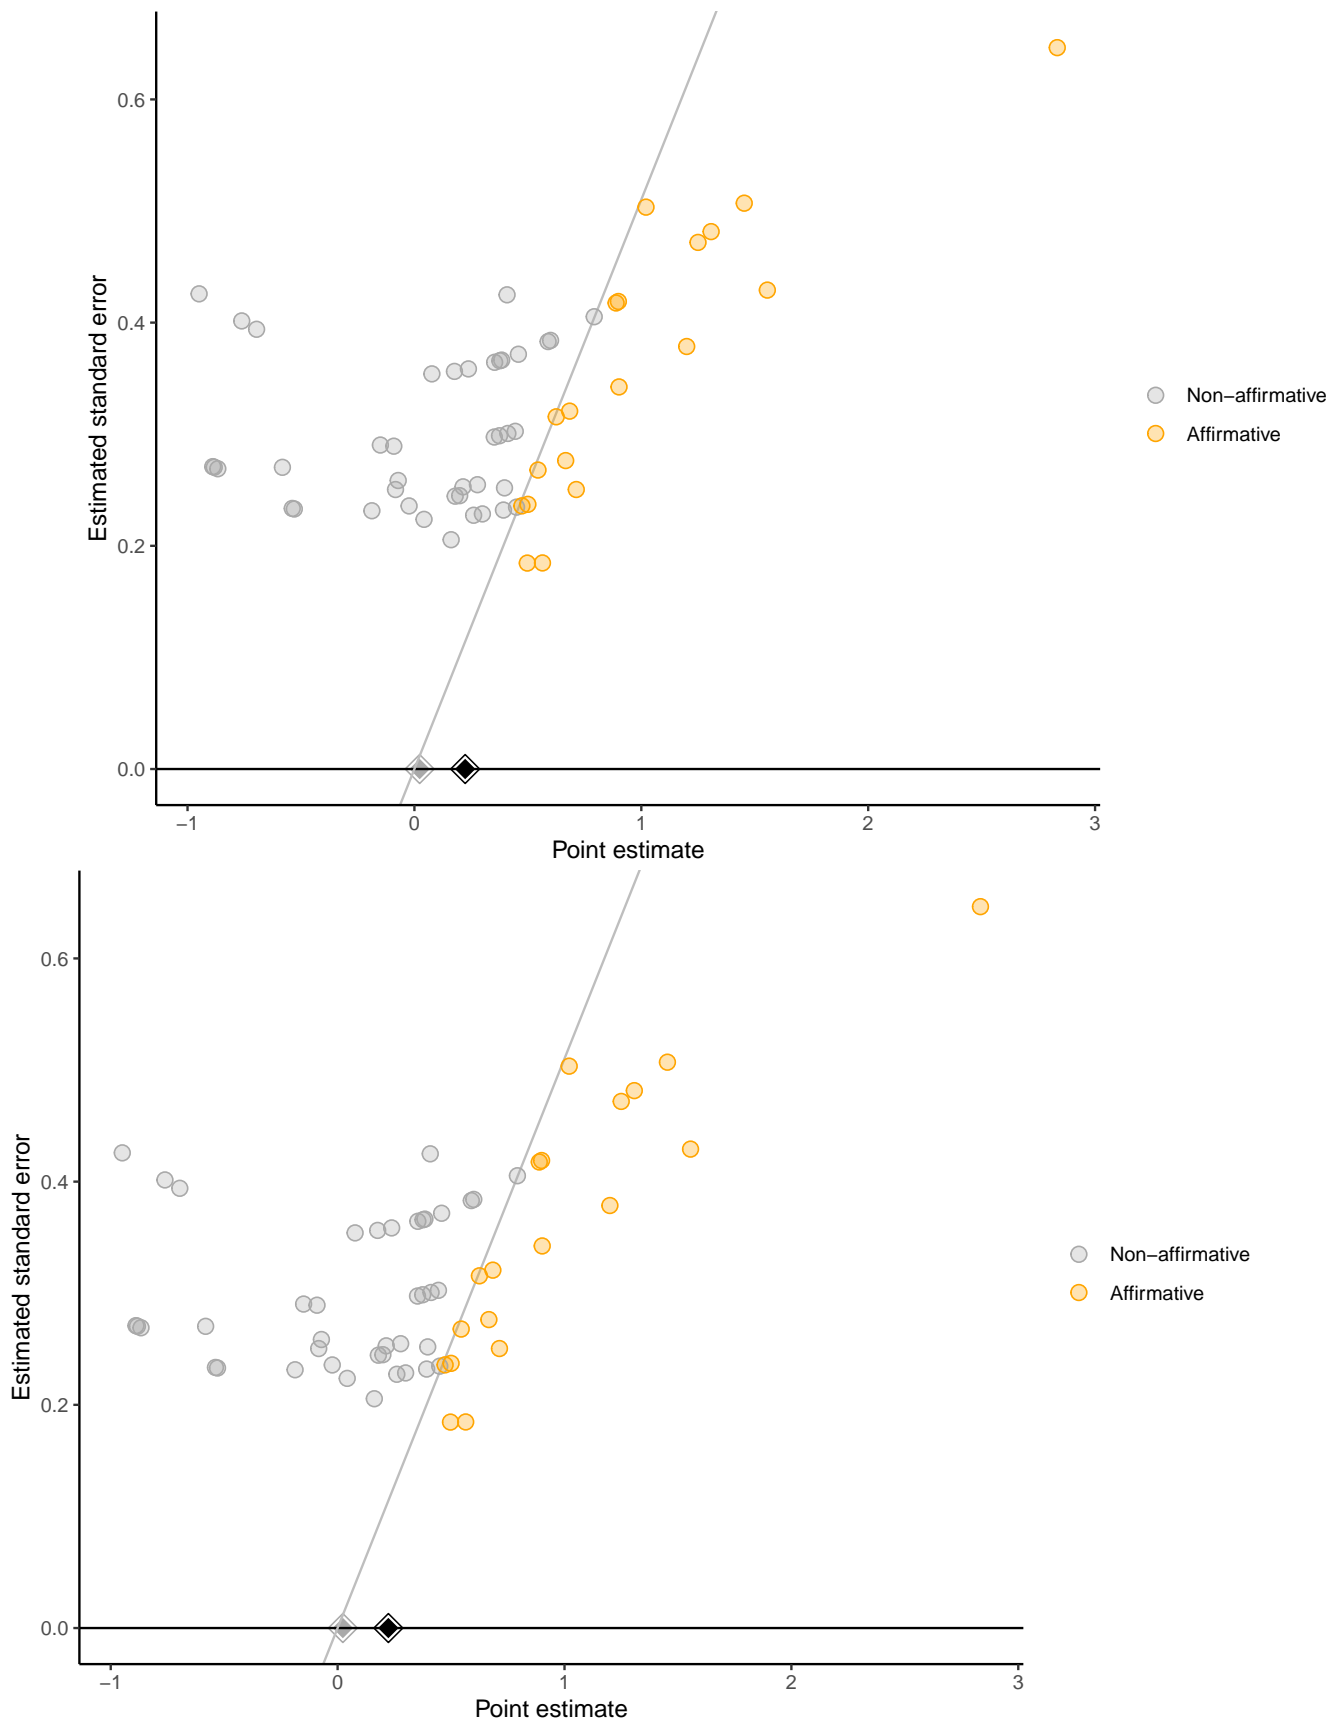 0.6
0.4
0.2
0.0
Estimated standard error
−1
0
1
2
3
Point estimate
Non−affirmative
Affirmative
0.6
0.4
0.2
0.0
Estimated standard error
−1
0
1
2
3
Point estimate
Non−affirmative
Affirmative